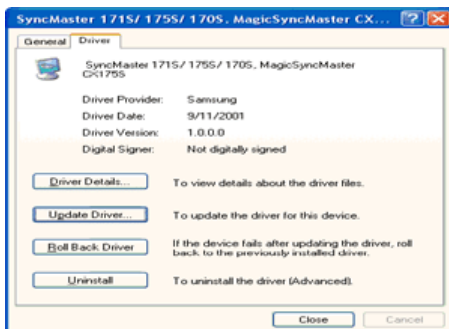 SyncMaster 171S/ 175S/ 170S, MagicSyncMaster CX...
General
Driver
SyncMaster 171S/ 175S/ 170S, MagicSyncMaster
CX175S
Driver Provider: Samsung
Driver Date: 9/11/2001
Driver Version: 1.0.0.0
Digital Signer: Not digitally signed
Driver Details... To view details about the driver files.
Update Driver... To update the driver for this device.
Roll Back Driver If the device fails after updating the driver, roll
back to the previously installed driver.
Uninstall To uninstall the driver (Advanced).
Close Cancel